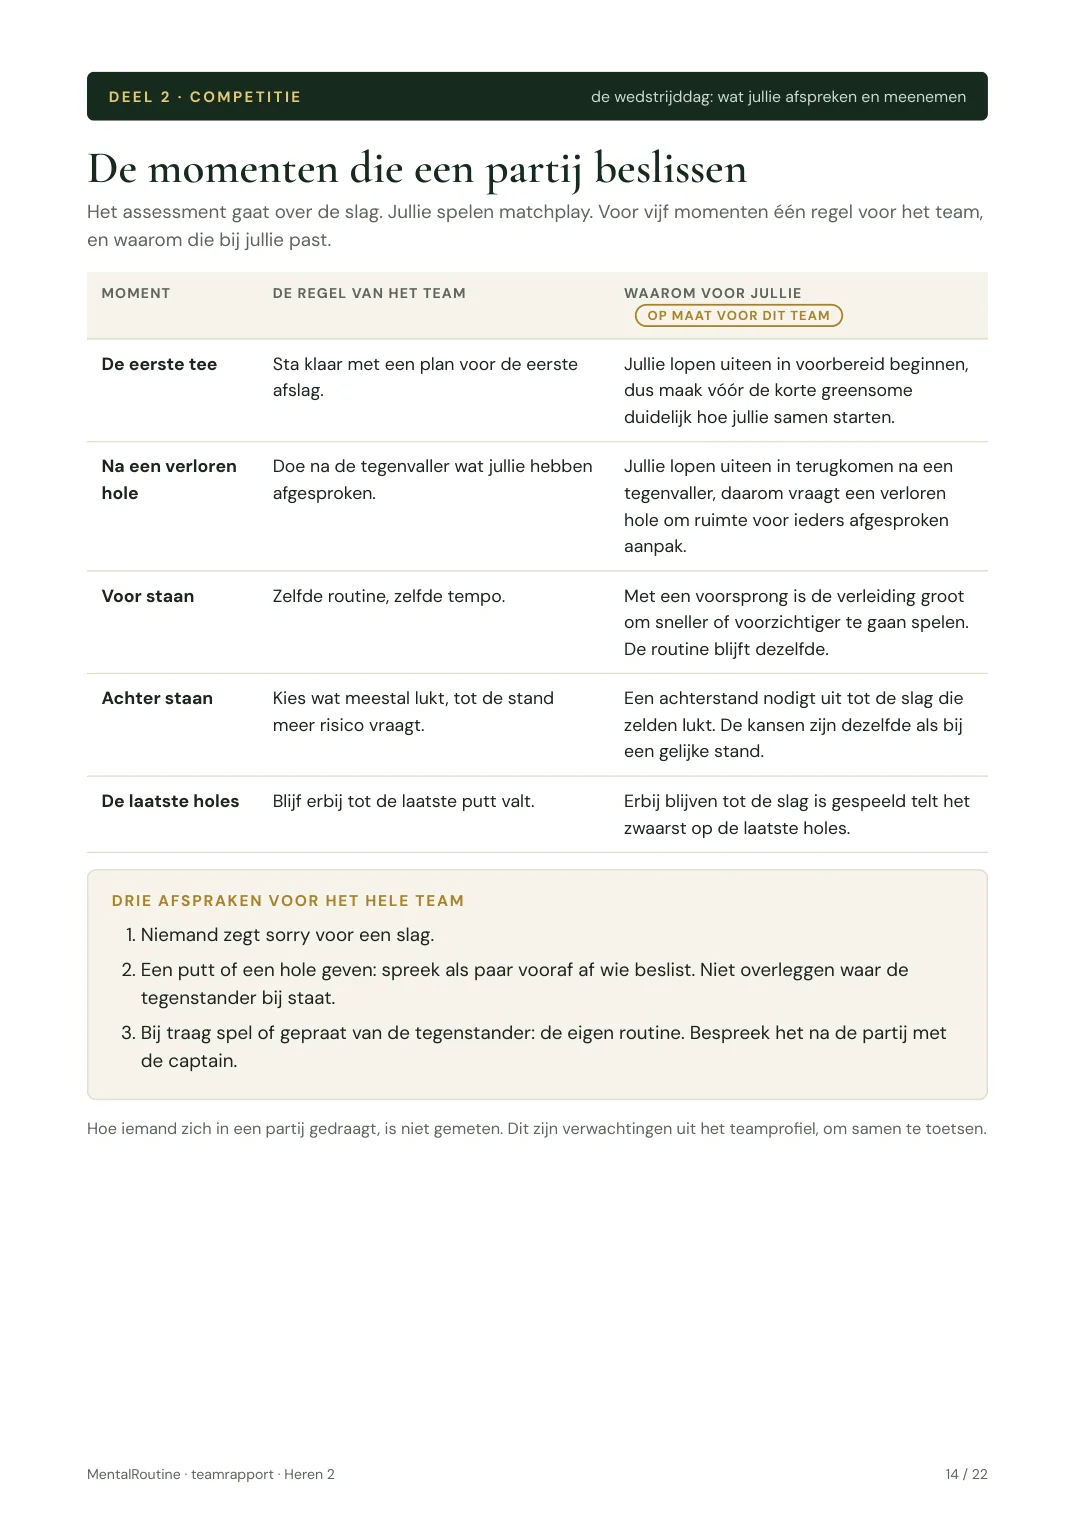 DEEL 2 · COMPETITIE
de wedstrijddag: wat jullie afspreken en meenemen
De momenten die een partij beslissen
Het assessment gaat over de slag. Jullie spelen matchplay. Voor vijf momenten één regel voor het team,
en waarom die bij jullie past.
MOMENT
DE REGEL VAN HET TEAM
WAAROM VOOR JULLIE
OP MAAT VOOR DIT TEAM
De eerste tee
Sta klaar met een plan voor de eerste
afslag.
Jullie lopen uiteen in voorbereid beginnen,
dus maak vóór de korte greensome
duidelijk hoe jullie samen starten.
Na een verloren
hole
Doe na de tegenvaller wat jullie hebben
afgesproken.
Jullie lopen uiteen in terugkomen na een
tegenvaller, daarom vraagt een verloren
hole om ruimte voor ieders afgesproken
aanpak.
Voor staan
Zelfde routine, zelfde tempo.
Met een voorsprong is de verleiding groot
om sneller of voorzichtiger te gaan spelen.
De routine blijft dezelfde.
Achter staan
Kies wat meestal lukt, tot de stand
meer risico vraagt.
Een achterstand nodigt uit tot de slag die
zelden lukt. De kansen zijn dezelfde als bij
een gelijke stand.
De laatste holes
Blijf erbij tot de laatste putt valt.
Erbij blijven tot de slag is gespeeld telt het
zwaarst op de laatste holes.
DRIE AFSPRAKEN VOOR HET HELE TEAM
1. Niemand zegt sorry voor een slag.
2. Een putt of een hole geven: spreek als paar vooraf af wie beslist. Niet overleggen waar de
tegenstander bij staat.
3. Bij traag spel of gepraat van de tegenstander: de eigen routine. Bespreek het na de partij met
de captain.
Hoe iemand zich in een partij gedraagt, is niet gemeten. Dit zijn verwachtingen uit het teamprofiel, om samen te toetsen.
MentalRoutine · teamrapport · Heren 2
14 / 22